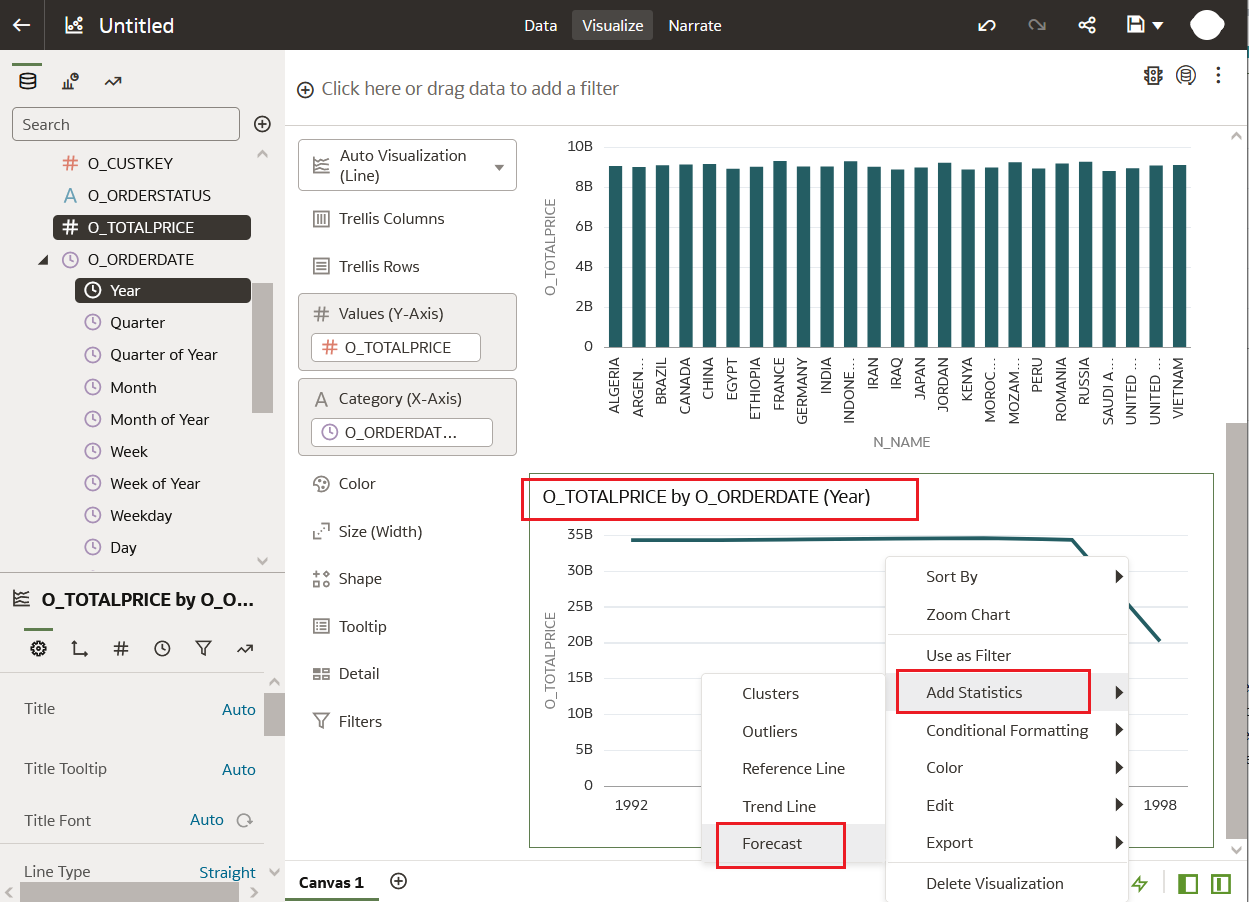 Untitled
Data
Visualize
Narrate
Click here or drag data to add a filter
Search
O_CUSTKEY
A O_ORDERSTATUS
O_TOTALPRICE
O_ORDERDATE
Year
Quarter
Quarter of Year
Month
Month of Year
Week
Week of Year
Weekday
Day
O_TOTALPRICE by O_O...
Title
Auto
Title Tooltip
Auto
Title Font
Auto
Line Type
Straight
Auto Visualization
(Line)
Trellis Columns
Trellis Rows
Values (Y-Axis)
O_TOTALPRICE
A Category (X-Axis)
O_ORDERDAT...
Color
Size (Width)
Shape
Tooltip
Detail
Filters
O_TOTALPRICE
10B
8B
6B
4B
2B
0
ALGERIA
ARGEN...
BRAZIL
CANADA
CHINA
EGYPT
ETHIOPIA
FRANCE
GERMANY
INDIA
INDONE...
IRAN
IRAQ
JAPAN
JORDAN
KENYA
MOROC...
MOZAM...
PERU
ROMANIA
RUSSIA
SAUDI A...
UNITED ...
UNITED ...
VIETNAM
N_NAME
O_TOTALPRICE by O_ORDERDATE (Year)
O_TOTALPRICE
35B
30B
25B
20B
15B
10B
5B
0
1992
1998
Sort By
Zoom Chart
Use as Filter
Add Statistics
Conditional Formatting
Color
Edit
Export
Delete Visualization
Clusters
Outliers
Reference Line
Trend Line
Forecast
Canvas 1